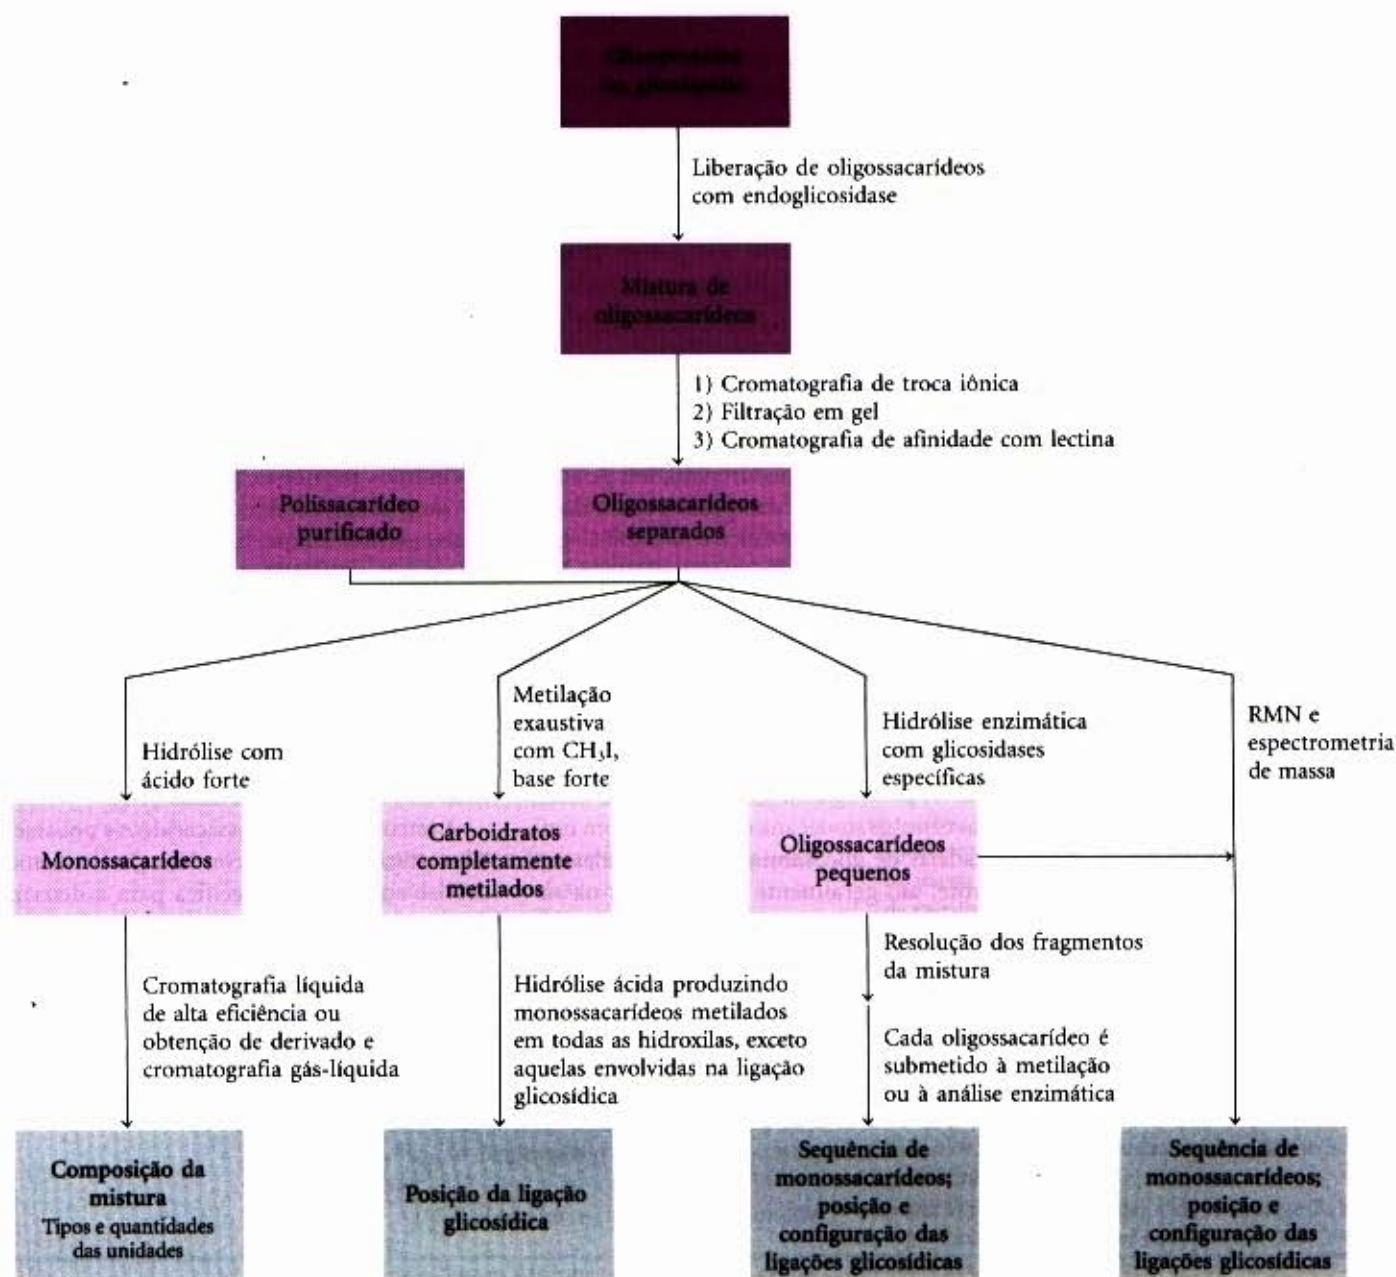 Glicoproteína
ou glicolipídio
Liberação de oligossacarídeos
com endoglicosidase
Mistura de
oligossacarídeos
1) Cromatografia de troca iônica
2) Filtração em gel
3) Cromatografia de afinidade com lectina
Polissacarídeo
purificado
Oligossacarídeos
separados
Hidrólise com
ácido forte
Metilação
exaustiva
com CH₃I,
base forte
Hidrólise enzimática
com glicosidases
específicas
RMN e
espectrometria
de massa
Monossacarídeos
Carboidratos
completamente
metilados
Oligossacarídeos
pequenos
Cromatografia líquida
de alta eficiência ou
obtenção de derivado e
cromatografia gás-líquida
Hidrólise ácida produzindo
monossacarídeos metilados
em todas as hidroxilas, exceto
aquelas envolvidas na ligação
glicosídica
Resolução dos fragmentos
da mistura
Cada oligossacarídeo é
submetido à metilação
ou à análise enzimática
Composição da
mistura
Tipos e quantidades
das unidades
Posição da ligação
glicosídica
Sequência de
monossacarídeos;
posição e
configuração das
ligações glicosídicas
Sequência de
monossacarídeos;
posição e
configuração das
ligações glicosídicas